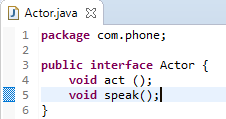 Actor.java
1 package com.phone;
2
3 public interface Actor {
4 void act ();
5 void speak();
6 }